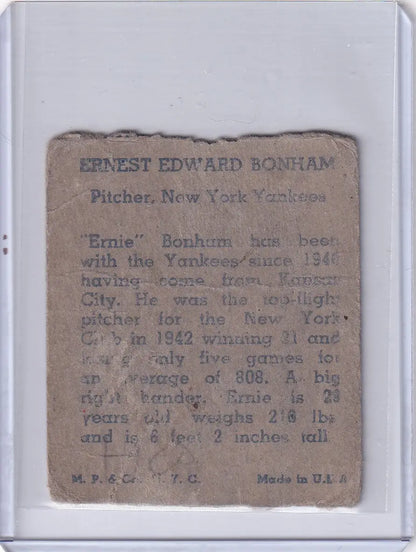 ERNEST EDWARD BONHAM
Pitcher, New York Yankees
"Ernie" Bonham has been
with the Yankees since 1940
having come from Kansas
City. He was the top-flight
pitcher for the New York
Club in 1942 winning 21 and
only five games for
an average of 808. A big
right hander. Ernie is 28
years old weighs 218 lbs
and is 6 feet 2 inches tall
M. P. & Co. N. Y. C. Made in U.S.A